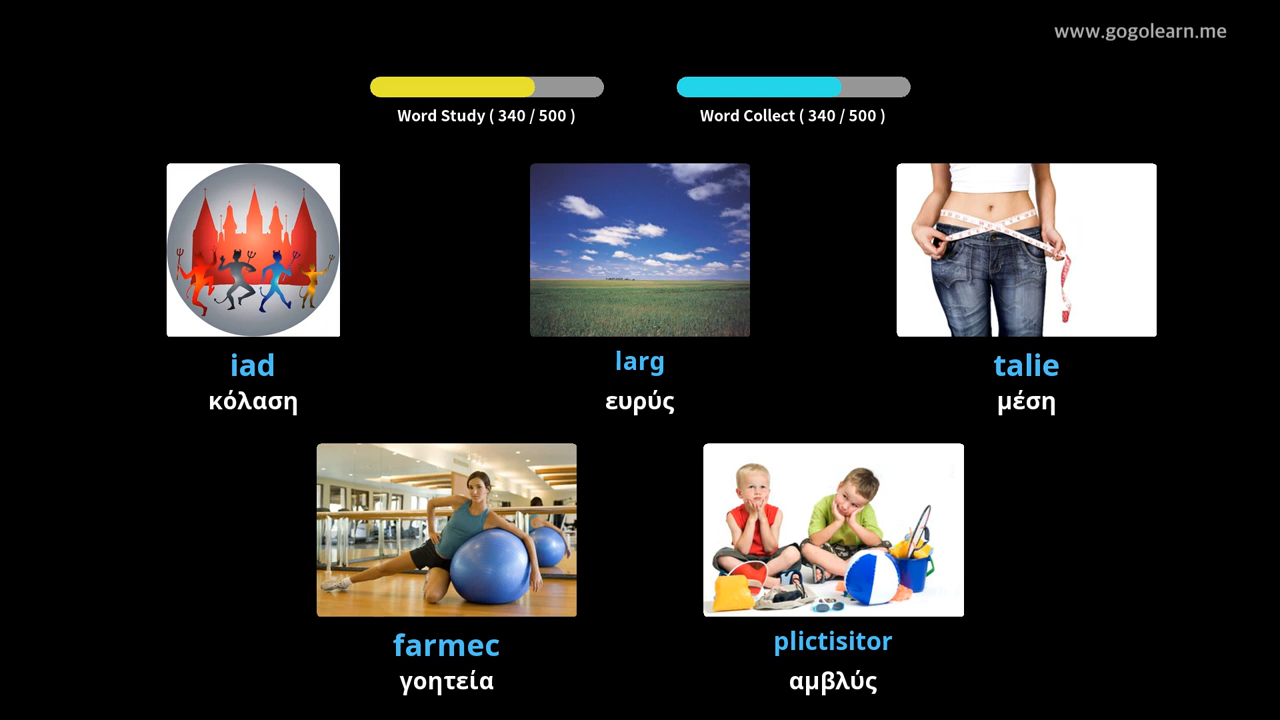 www.gogolearn.me
Word Study ( 340 / 500 )
Word Collect ( 340 / 500 )
iad
κόλαση
larg
ευρύς
talie
μέση
farmec
γοητεία
plictisitor
αμβλύς